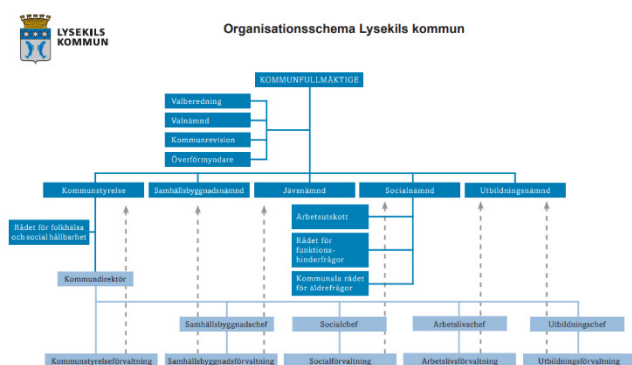 LYSEKILS
KOMMUN
Organisationsschema Lysekils kommun
KOMMUNFULLMÄKTIGE
Valberedning
Valnämnd
Kommunrevision
Överförmyndare
Kommunstyrelse
Samhällsbyggnadsnämnd
Jävsnämnd
Socialnämnd
Utbildningsnämnd
Rådet för folkhälsa
och social hållbarhet
Arbetsutskott
Rådet för
funktions-
hinderfrågor
Kommunala rådet
för äldrefrågor
Kommundirektör
Samhällsbyggnadschef
Socialchef
Arbetslivschef
Utbildningschef
Kommunstyrelseförvaltning
Samhällsbyggnadsförvaltning
Socialförvaltning
Arbetslivsförvaltning
Utbildningsförvaltning